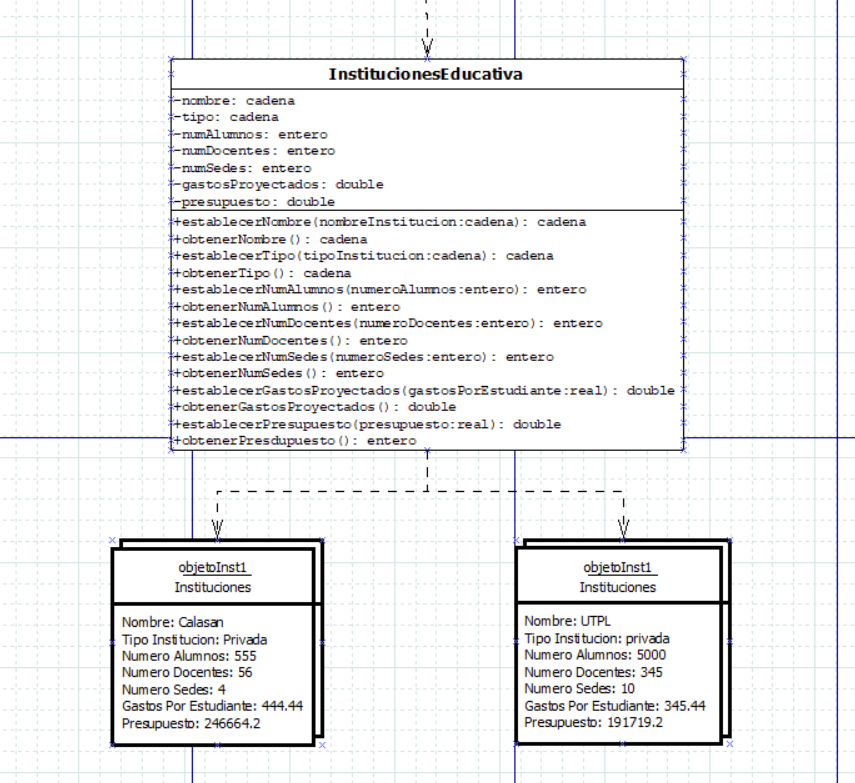 InstitucionesEducativa
-nombre: cadena
-tipo: cadena
-numAlumnos: entero
-numDocentes: entero
-numSedes: entero
-gastosProyectados: double
-presupuesto: double
+establecerNombre(nombreInstitucion:cadena): cadena
+obtenerNombre(): cadena
+establecerTipo(tipoInstitucion:cadena): cadena
+obtenerTipo(): cadena
+establecerNumAlumnos(numeroAlumnos:entero): entero
+obtenerNumAlumnos(): entero
+establecerNumDocentes(numeroDocentes:entero): entero
+obtenerNumDocentes(): entero
+establecerNumSedes(numeroSedes:entero): entero
+obtenerNumSedes(): entero
+establecerGastosProyectados(gastosPorEstudiante:real): double
+obtenerGastosProyectados(): double
+establecerPresupuesto(presupuesto:real): double
+obtenerPresdupuesto(): entero
objetoInst1
Instituciones
Nombre: Calasan
Tipo Institucion: Privada
Numero Alumnos: 555
Numero Docentes: 56
Numero Sedes: 4
Gastos Por Estudiante: 444.44
Presupuesto: 246664.2
objetoInst1
Instituciones
Nombre: UTPL
Tipo Institucion: privada
Numero Alumnos: 5000
Numero Docentes: 345
Numero Sedes: 10
Gastos Por Estudiante: 345.44
Presupuesto: 191719.2